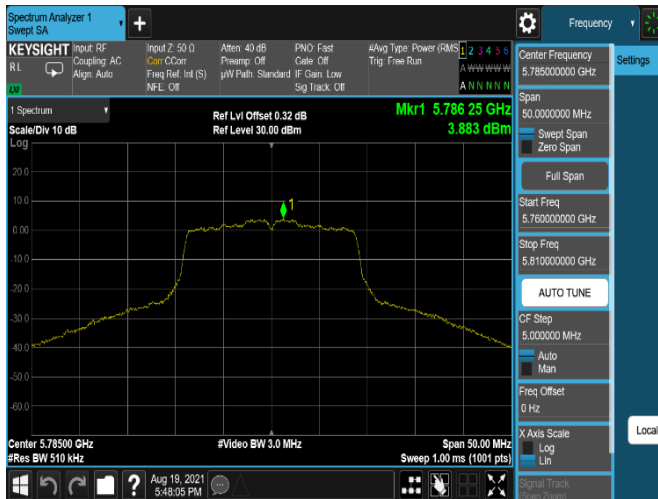 Spectrum Analyzer 1
Swept SA
Frequency
KEYSIGHT
RL
LXI
Input: RF
Coupling: AC
Align: Auto
Input Z: 50 Ω
Corr CCorr
Freq Ref: Int (S)
NFE: Off
Atten: 40 dB
Preamp: Off
µW Path: Standard
PNO: Fast
Gate: Off
IF Gain: Low
Sig Track: Off
#Avg Type: Power (RMS
Trig: Free Run
1 2 3 4 5 6
A W W W W W
A N N N N N
1 Spectrum
Scale/Div 10 dB
Log
Ref Lvl Offset 0.32 dB
Ref Level 30.00 dBm
Mkr1 5.786 25 GHz
3.883 dBm
20.0
10.0
0.00
-10.0
-20.0
-30.0
-40.0
-50.0
-60.0
1
Center 5.78500 GHz
#Res BW 510 kHz
#Video BW 3.0 MHz
Span 50.00 MHz
Sweep 1.00 ms (1001 pts)
?
Aug 19, 2021
5:48:05 PM
Center Frequency
5.785000000 GHz
Span
50.0000000 MHz
Swept Span
Zero Span
Full Span
Start Freq
5.760000000 GHz
Stop Freq
5.810000000 GHz
AUTO TUNE
CF Step
5.000000 MHz
Auto
Man
Freq Offset
0 Hz
X Axis Scale
Log
Lin
Signal Track
(Span Zoom)
Settings
Local